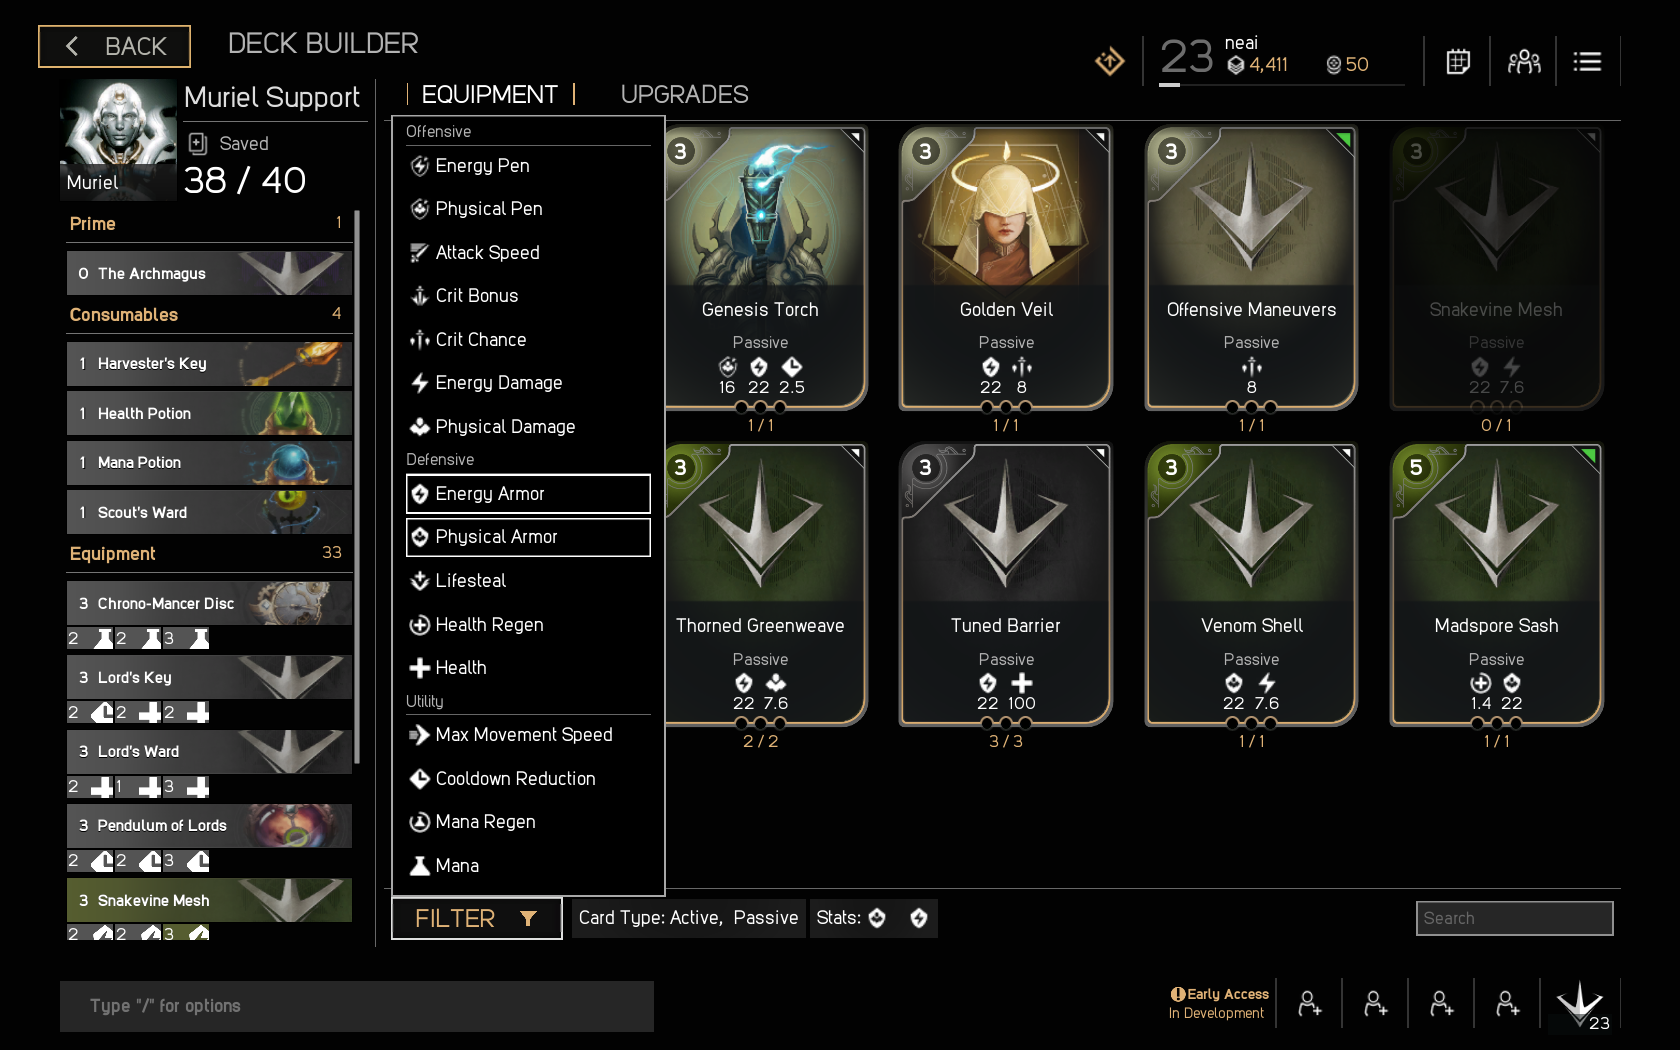 BACK
DECK BUILDER
23
neai
4,411
50
Muriel
Muriel Support
Saved
38 / 40
Prime 1
0 The Archmagus
Consumables 4
1 Harvester's Key
1 Health Potion
1 Mana Potion
1 Scout's Ward
Equipment 33
3 Chrono-Mancer Disc
2 2 3
3 Lord's Key
2 2 2
3 Lord's Ward
2 1 3
3 Pendulum of Lords
2 2 3
3 Snakevine Mesh
2 2 3
EQUIPMENT
UPGRADES
Offensive
Energy Pen
Physical Pen
Attack Speed
Crit Bonus
Crit Chance
Energy Damage
Physical Damage
Defensive
Energy Armor
Physical Armor
Lifesteal
Health Regen
Health
Utility
Max Movement Speed
Cooldown Reduction
Mana Regen
Mana
3
Genesis Torch
Passive
16 22 2.5
1 / 1
3
Golden Veil
Passive
22 8
1 / 1
3
Offensive Maneuvers
Passive
8
1 / 1
3
Snakevine Mesh
Passive
22 7.6
0 / 1
3
Thorned Greenweave
Passive
22 7.6
2 / 2
3
Tuned Barrier
Passive
22 100
3 / 3
3
Venom Shell
Passive
22 7.6
1 / 1
5
Madspore Sash
Passive
1.4 22
1 / 1
FILTER
Card Type: Active, Passive
Stats:
Search
Type "/" for options
Early Access
In Development
23